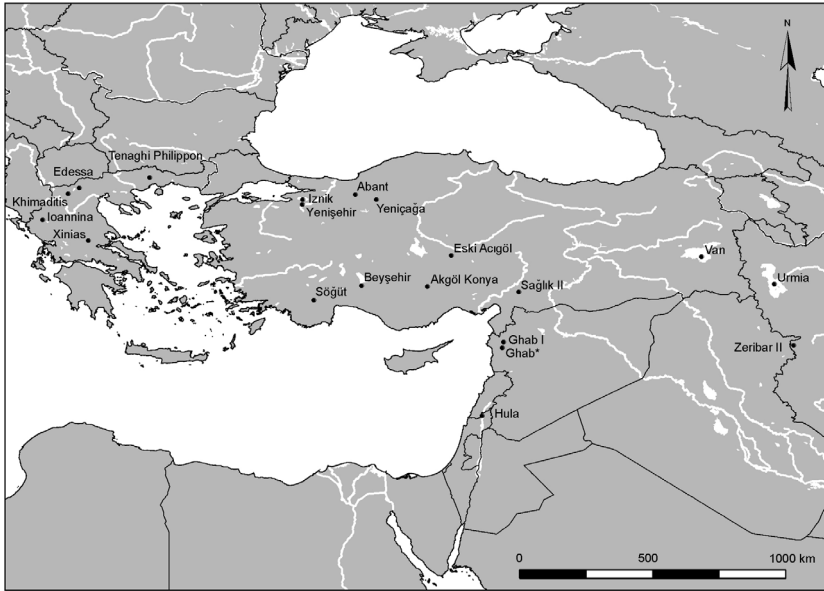 N
Tenaghi Philippon
Edessa
Khimaditis
Ioannina
Xinias
Abant
Iznik
Yenişehir
Yeniçağa
Eski Acıgöl
Van
Urmia
Söğüt
Beyşehir
Akgöl Konya
Sağlık II
Ghab I
Ghab*
Zeribar II
Hula
0 500 1000 km